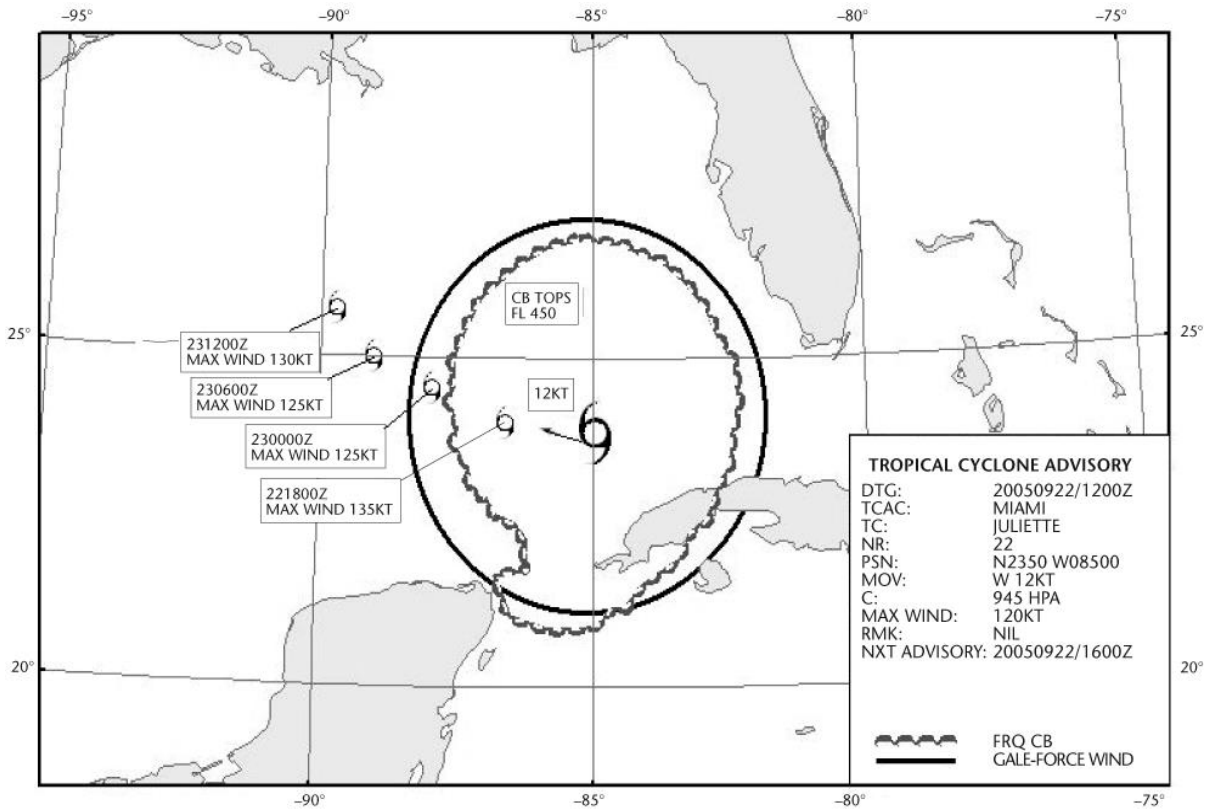 –95° –90° –85° –80° –75°
CB TOPS
FL 450
25° 25°
231200Z
MAX WIND 130KT
230600Z
MAX WIND 125KT
12KT
230000Z
MAX WIND 125KT
221800Z
MAX WIND 135KT
TROPICAL CYCLONE ADVISORY
DTG: 20050922/1200Z
TCAC: MIAMI
TC: JULIETTE
NR: 22
PSN: N2350 W08500
MOV: W 12KT
C: 945 HPA
MAX WIND: 120KT
RMK: NIL
NXT ADVISORY: 20050922/1600Z
20° 20°
FRQ CB
GALE-FORCE WIND
–90° –85° –80° –75°